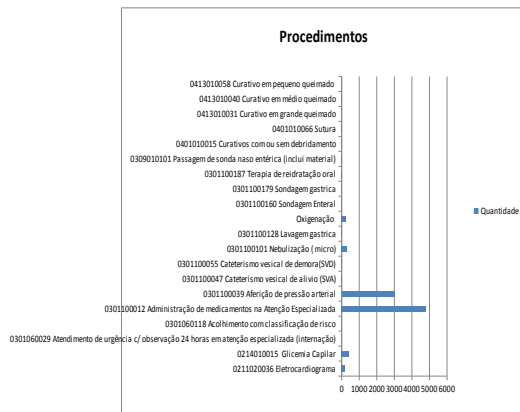 Procedimentos
0413010058 Curativo em pequeno queimado
0413010040 Curativo em médio queimado
0413010031 Curativo em grande queimado
0401010066 Sutura
0401010015 Curativos com ou sem debridamento
0309010101 Passagem de sonda naso entérica (inclui material)
0301100187 Terapia de reidratação oral
0301100179 Sondagem gastrica
0301100160 Sondagem Enteral
Oxigenação
0301100128 Lavagem gastrica
0301100101 Nebulização ( micro)
0301100055 Cateterismo vesical de demora(SVD)
0301100047 Cateterismo vesical de alivio (SVA)
0301100039 Aferição de pressão arterial
0301100012 Administração de medicamentos na Atenção Especializada
0301060118 Acolhimento com classificação de risco
0301060029 Atendimento de urgência c/ observação 24 horas em atenção especializada (internação)
0214010015 Glicemia Capilar
0211020036 Eletrocardiograma
0 1000 2000 3000 4000 5000 6000
Quantidade